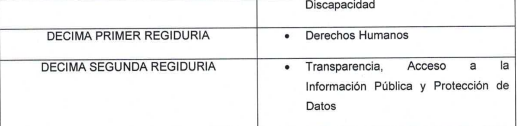 Discapacidad
DECIMA PRIMER REGIDURIA
• Derechos Humanos
DECIMA SEGUNDA REGIDURIA
• Transparencia, Acceso a la
Información Pública y Protección de
Datos